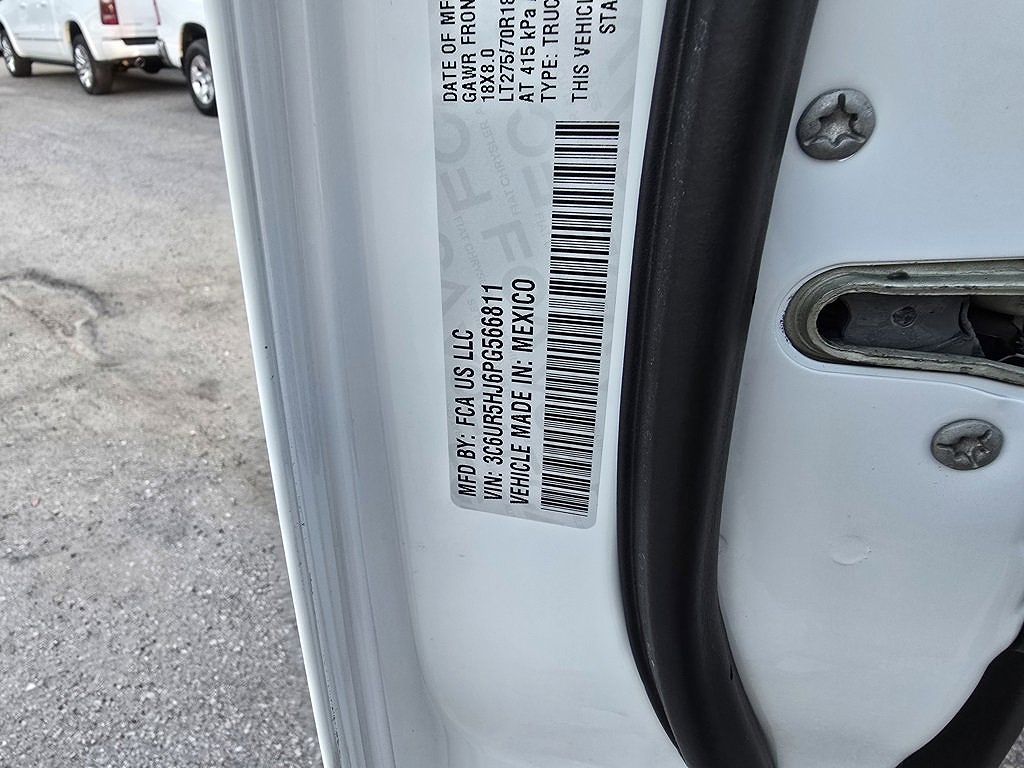 DATE OF MF
GAWR FRON
18X8.0
LT275/70R18
AT 415 kPa
TYPE: TRUC
THIS VEHICL
STA
MFD BY: FCA US LLC
VIN: 3C6UR5HJ6PG566811
VEHICLE MADE IN: MEXICO